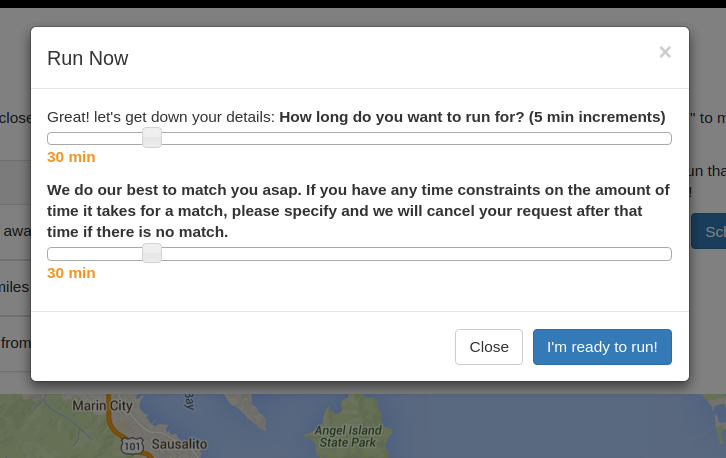 Run Now
×
Great! let's get down your details: How long do you want to run for? (5 min increments)
30 min
We do our best to match you asap. If you have any time constraints on the amount of
time it takes for a match, please specify and we will cancel your request after that
time if there is no match.
30 min
Close
I'm ready to run!
close
" to m
un tha
!
awa
Sc
miles
from
Marin City
Bay
101
Sausalito
Angel Island
State Park